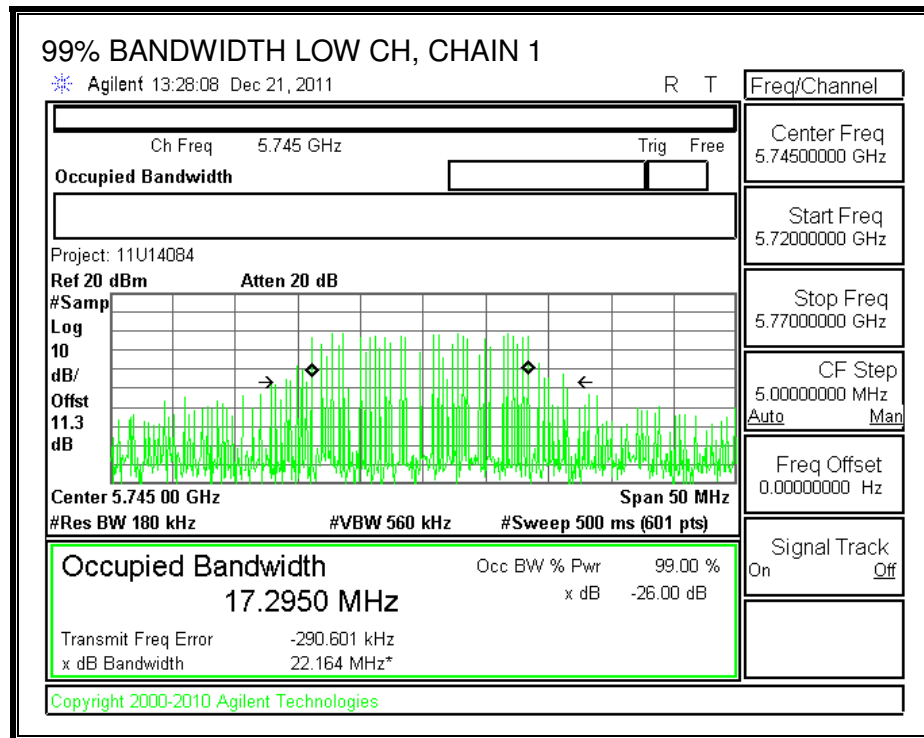 99% BANDWIDTH LOW CH, CHAIN 1
Agilent 13:28:08 Dec 21, 2011 R T
Freq/Channel
Ch Freq 5.745 GHz Trig Free
Occupied Bandwidth
Center Freq
5.74500000 GHz
Start Freq
5.72000000 GHz
Project: 11U14084
Ref 20 dBm Atten 20 dB
#Samp
Log
10
dB/
Offst
11.3
dB
Stop Freq
5.77000000 GHz
CF Step
5.00000000 MHz
Auto Man
Freq Offset
0.00000000 Hz
Center 5.745 00 GHz Span 50 MHz
#Res BW 180 kHz #VBW 560 kHz #Sweep 500 ms (601 pts)
Signal Track
On Off
Occupied Bandwidth Occ BW % Pwr 99.00 %
17.2950 MHz x dB -26.00 dB
Transmit Freq Error -290.601 kHz
x dB Bandwidth 22.164 MHz*
Copyright 2000-2010 Agilent Technologies